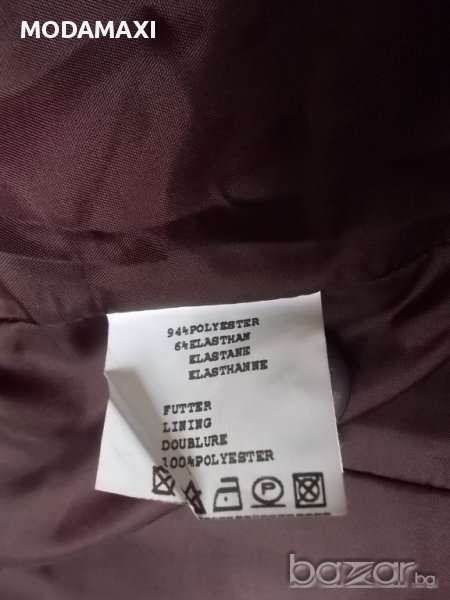 MODAMAXI
94%POLYESTER
6%ELASTHAN
ELASTANE
ELASTHANNE
FUTTER
LINING
DOUBLURE
100%POLYESTER
P
bazar.bg